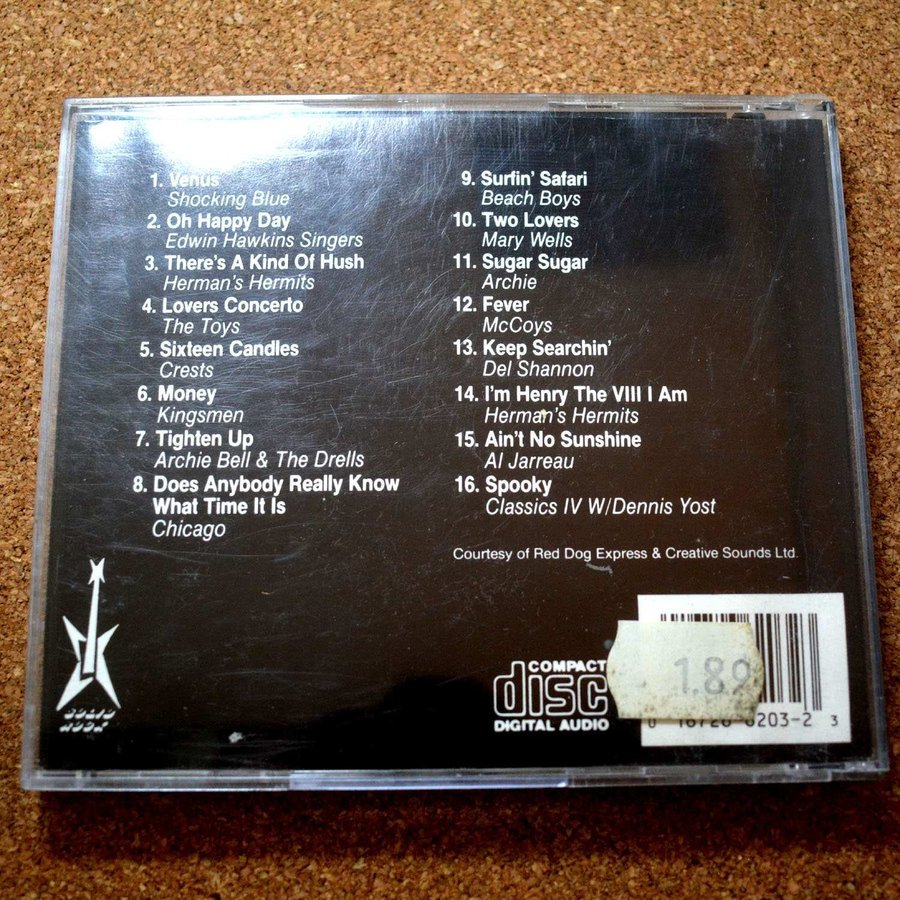 1. Venus
Shocking Blue
2. Oh Happy Day
Edwin Hawkins Singers
3. There's A Kind Of Hush
Herman's Hermits
4. Lovers Concerto
The Toys
5. Sixteen Candles
Crests
6. Money
Kingsmen
7. Tighten Up
Archie Bell & The Drells
8. Does Anybody Really Know
What Time It Is
Chicago
9. Surfin' Safari
Beach Boys
10. Two Lovers
Mary Wells
11. Sugar Sugar
Archie
12. Fever
McCoys
13. Keep Searchin'
Del Shannon
14. I'm Henry The VIII I Am
Herman's Hermits
15. Ain't No Sunshine
Al Jarreau
16. Spooky
Classics IV W/Dennis Yost
Courtesy of Red Dog Express & Creative Sounds Ltd.
SOLID
ROCK
COMPACT
disc
DIGITAL AUDIO
1.89